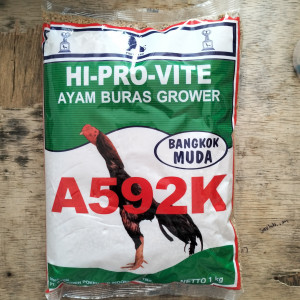 HI-PRO-VITE
AYAM BURAS GROWER
BANGKOK
MUDA
A592K
NETTO 1 kg